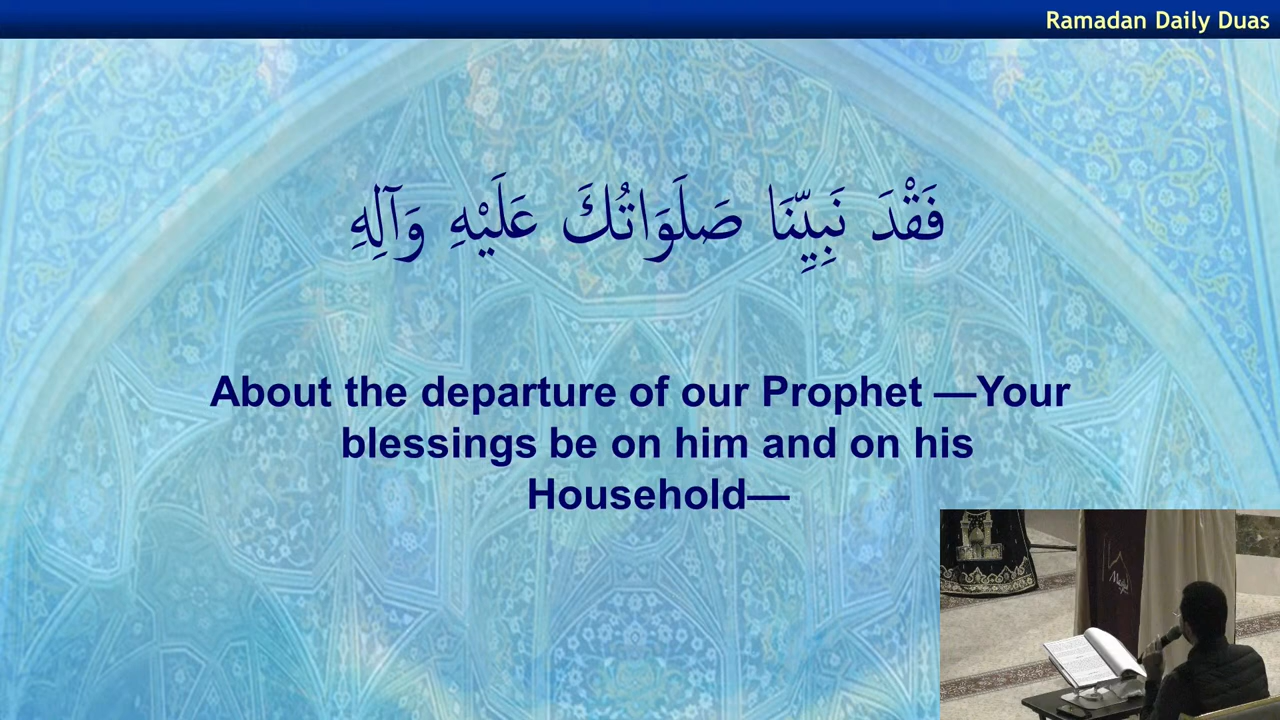 Ramadan Daily Duas
فَقْدَ نَبِيِّنَا صَلَوَاتُكَ عَلَيْهِ وَآلِهِ
About the departure of our Prophet —Your
blessings be on him and on his
Household—